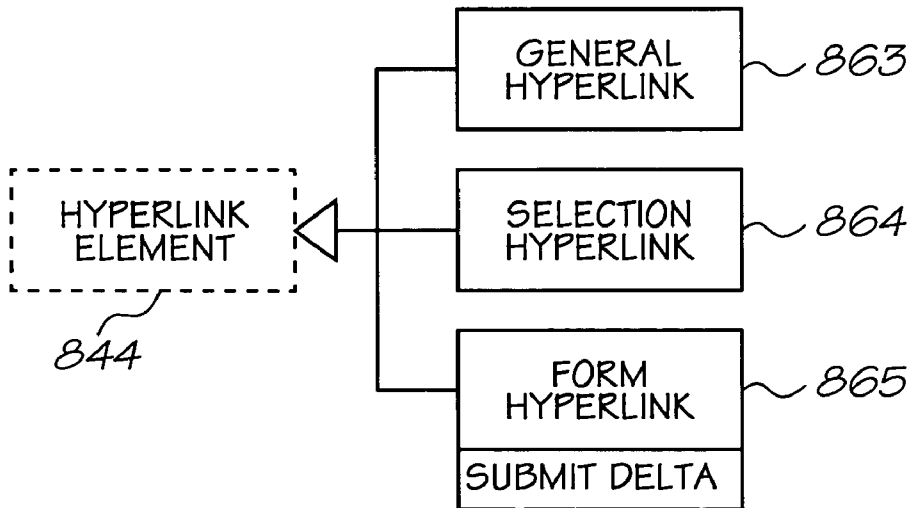 GENERAL
HYPERLINK
863
HYPERLINK
ELEMENT
844
SELECTION
HYPERLINK
864
FORM
HYPERLINK
865
SUBMIT DELTA